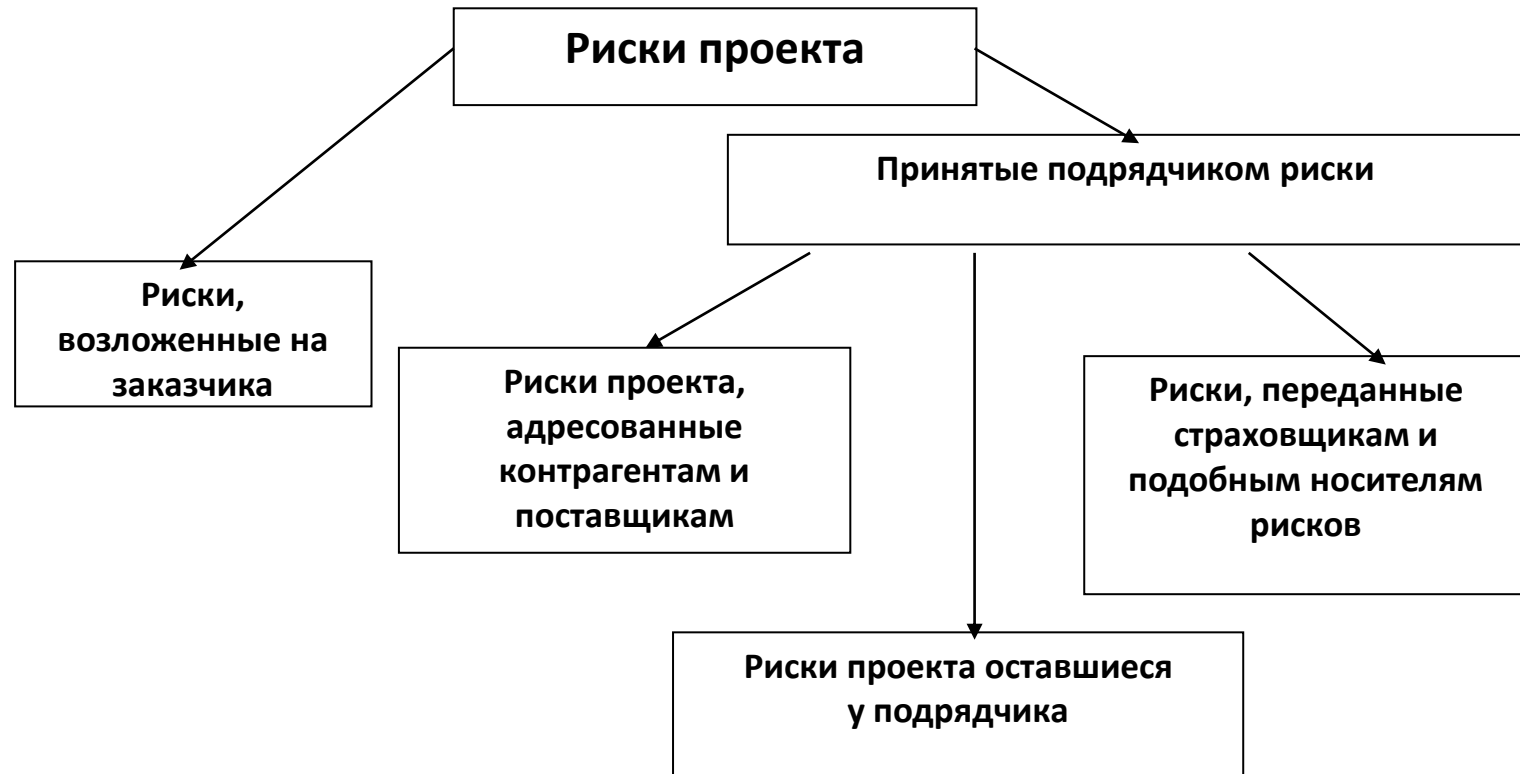 Риски проекта
Принятые подрядчиком риски
Риски,
возложенные на
заказчика
Риски проекта,
адресованные
контрагентам и
поставщикам
Риски, переданные
страховщикам и
подобным носителям
рисков
Риски проекта оставшиеся
у подрядчика